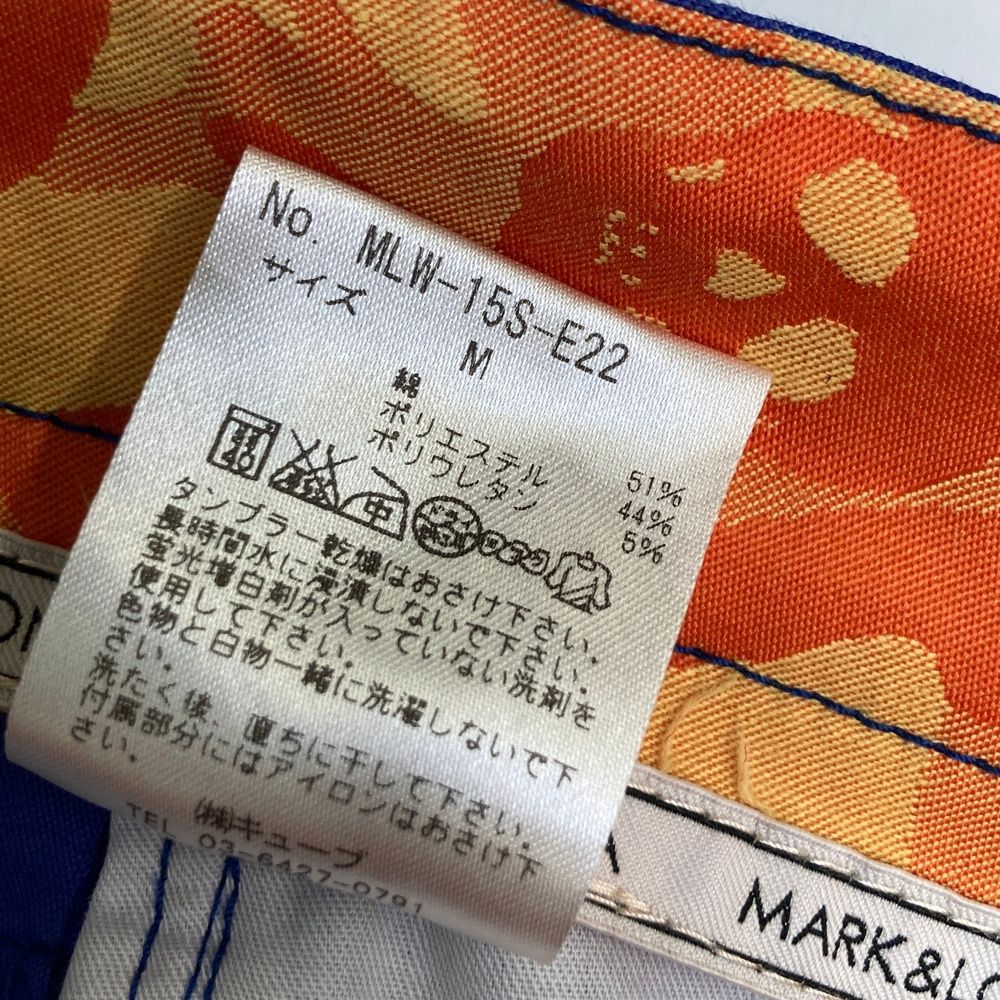 No. MLW-15S-E22
サイズ M
綿 51%
ポリエステル 44%
ポリウレタン 5%
40
中
タンブラー乾燥はおさけ下さい.
長時間水に浸漬しないで下さい.
蛍光増白剤が入っていない洗剤を
使用して下さい.
色物と白物一緒に洗濯しないで下
さい.
洗たく後、直ちに干して下さい.
付属部分にはアイロンはおさけ下
さい.
㈱キューブ
TEL 03-6427-0791
MARK&LO